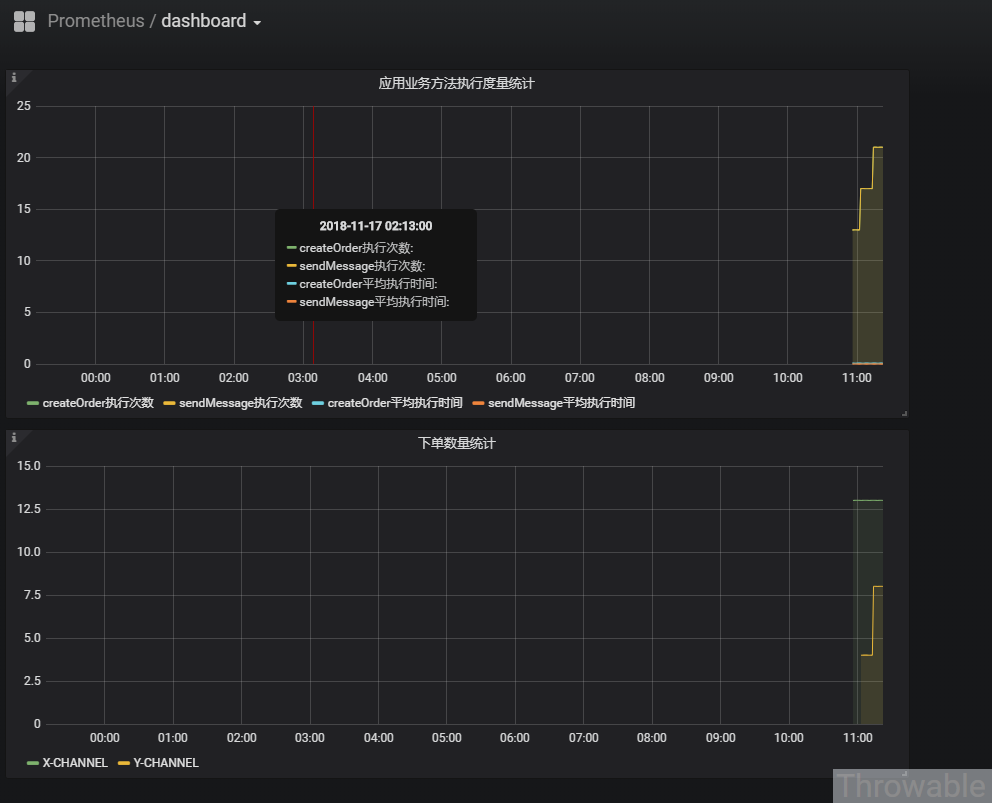 Prometheus / dashboard
应用业务方法执行度量统计
25
20
15
10
5
0
2018-11-17 02:13:00
createOrder执行次数:
sendMessage执行次数:
createOrder平均执行时间:
sendMessage平均执行时间:
00:00 01:00 02:00 03:00 04:00 05:00 06:00 07:00 08:00 09:00 10:00 11:00
createOrder执行次数 sendMessage执行次数 createOrder平均执行时间 sendMessage平均执行时间
下单数量统计
15.0
12.5
10.0
7.5
5.0
2.5
0
00:00 01:00 02:00 03:00 04:00 05:00 06:00 07:00 08:00 09:00 10:00 11:00
X-CHANNEL Y-CHANNEL
Throwable